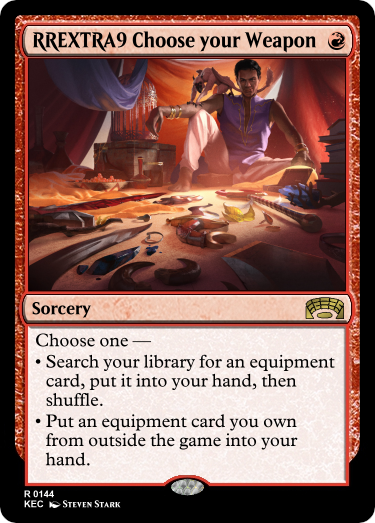 RREXTRA9 Choose your Weapon
Sorcery
Choose one —
• Search your library for an equipment
card, put it into your hand, then
shuffle.
• Put an equipment card you own
from outside the game into your
hand.
R 0144
KEC Steven Stark